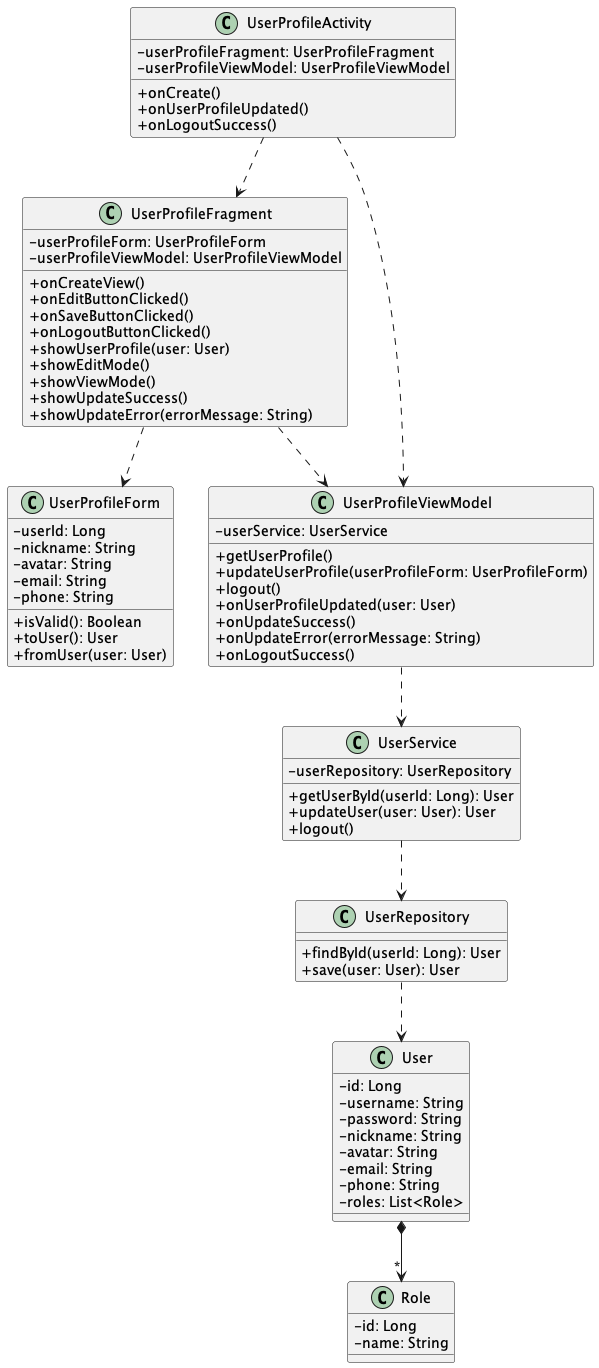 C UserProfileActivity
-userProfileFragment: UserProfileFragment
-userProfileViewModel: UserProfileViewModel
+onCreate()
+onUserProfileUpdated()
+onLogoutSuccess()
C UserProfileFragment
-userProfileForm: UserProfileForm
-userProfileViewModel: UserProfileViewModel
+onCreateView()
+onEditButtonClicked()
+onSaveButtonClicked()
+onLogoutButtonClicked()
+showUserProfile(user: User)
+showEditMode()
+showViewMode()
+showUpdateSuccess()
+showUpdateError(errorMessage: String)
C UserProfileForm
-userId: Long
-nickname: String
-avatar: String
-email: String
-phone: String
+isValid(): Boolean
+toUser(): User
+fromUser(user: User)
C UserProfileViewModel
-userService: UserService
+getUserProfile()
+updateUserProfile(userProfileForm: UserProfileForm)
+logout()
+onUserProfileUpdated(user: User)
+onUpdateSuccess()
+onUpdateError(errorMessage: String)
+onLogoutSuccess()
C UserService
-userRepository: UserRepository
+getUserById(userId: Long): User
+updateUser(user: User): User
+logout()
C UserRepository
+findById(userId: Long): User
+save(user: User): User
C User
-id: Long
-username: String
-password: String
-nickname: String
-avatar: String
-email: String
-phone: String
-roles: List<Role>
*
C Role
-id: Long
-name: String